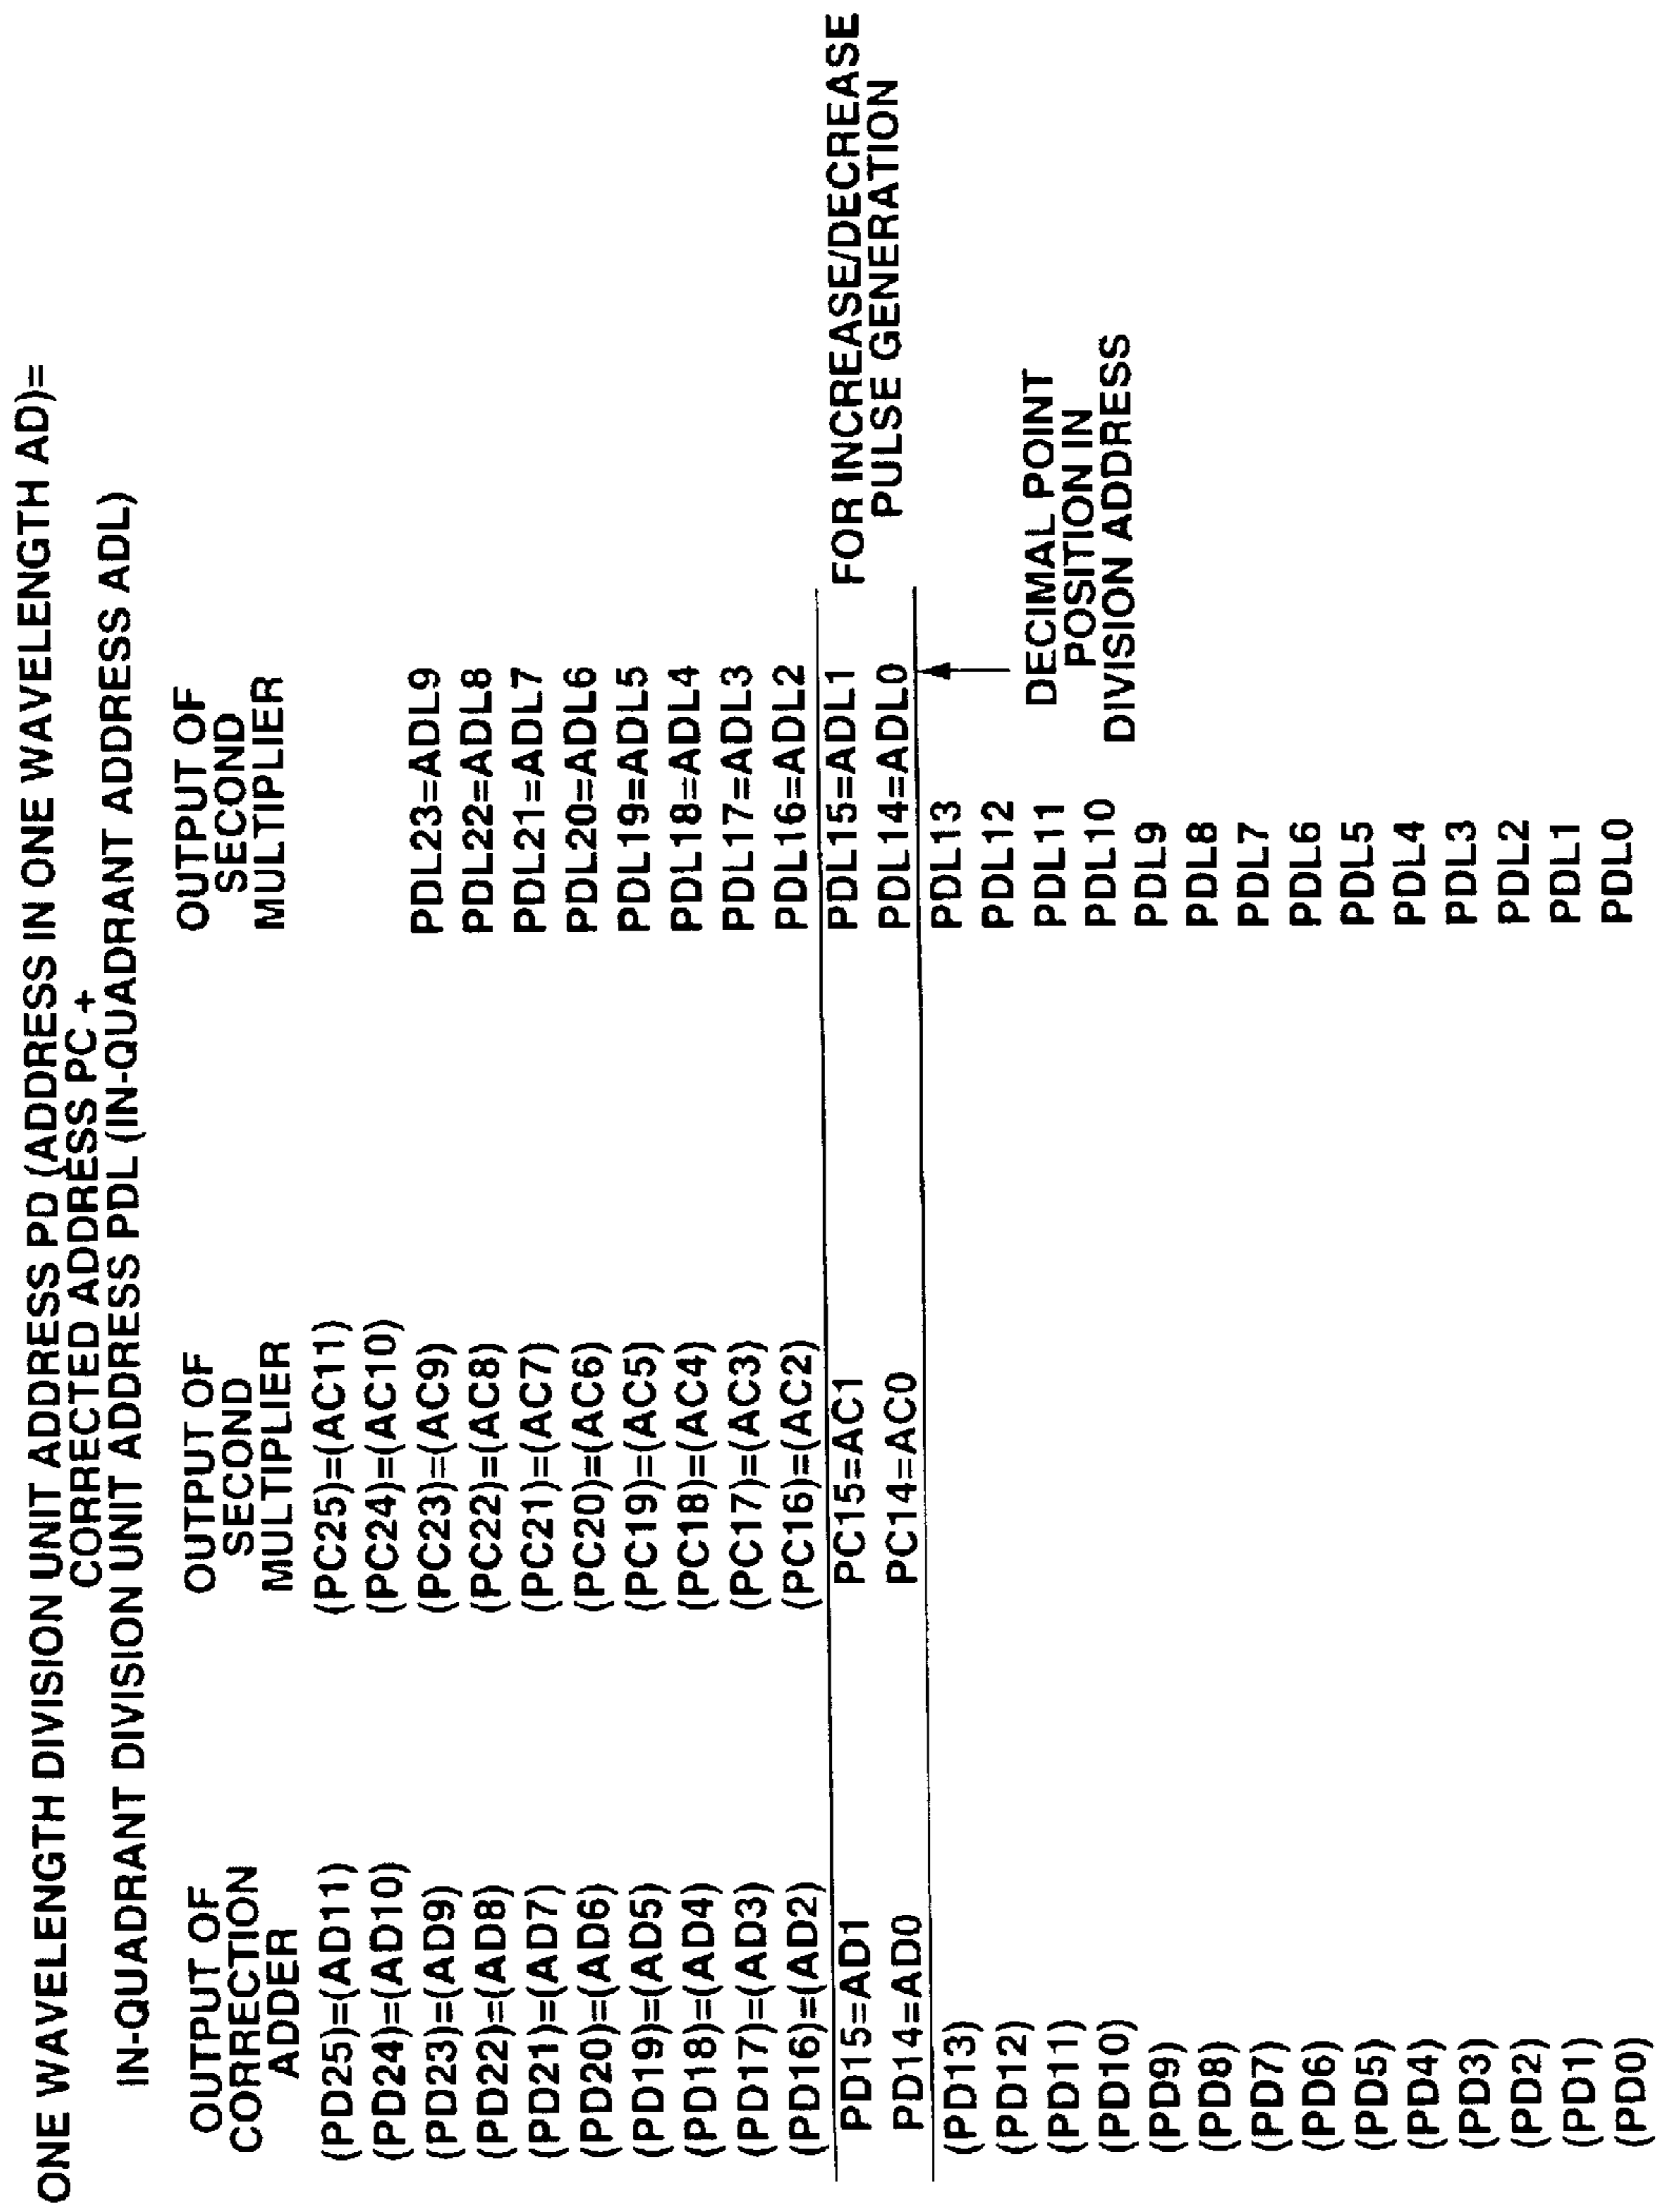 ONE WAVELENGTH DIVISION UNIT ADDRESS PD (ADDRESS IN ONE WAVELENGTH AD)=
CORRECTED ADDRESS PC +
IN-QUADRANT DIVISION UNIT ADDRESS PDL (IN-QUADRANT ADDRESS ADL)
OUTPUT OF
CORRECTION
ADDER
(PD25)=(AD11)
(PD24)=(AD10)
(PD23)=(AD9)
(PD22)=(AD8)
(PD21)=(AD7)
(PD20)=(AD6)
(PD19)=(AD5)
(PD18)=(AD4)
(PD17)=(AD3)
(PD16)=(AD2)
PD15=AD1
PD14=AD0
(PD13)
(PD12)
(PD11)
(PD10)
(PD9)
(PD8)
(PD7)
(PD6)
(PD5)
(PD4)
(PD3)
(PD2)
(PD1)
(PD0)
OUTPUT OF
SECOND
MULTIPLIER
(PC25)=(AC11)
(PC24)=(AC10)
(PC23)=(AC9)
(PC22)=(AC8)
(PC21)=(AC7)
(PC20)=(AC6)
(PC19)=(AC5)
(PC18)=(AC4)
(PC17)=(AC3)
(PC16)=(AC2)
PC15=AC1
PC14=AC0
OUTPUT OF
SECOND
MULTIPLIER
PDL23=ADL9
PDL22=ADL8
PDL21=ADL7
PDL20=ADL6
PDL19=ADL5
PDL18=ADL4
PDL17=ADL3
PDL16=ADL2
PDL15=ADL1
PDL14=ADL0
PDL13
PDL12
PDL11
PDL10
PDL9
PDL8
PDL7
PDL6
PDL5
PDL4
PDL3
PDL2
PDL1
PDL0
FOR INCREASE/DECREASE
PULSE GENERATION
DECIMAL POINT
POSITION IN
DIVISION ADDRESS